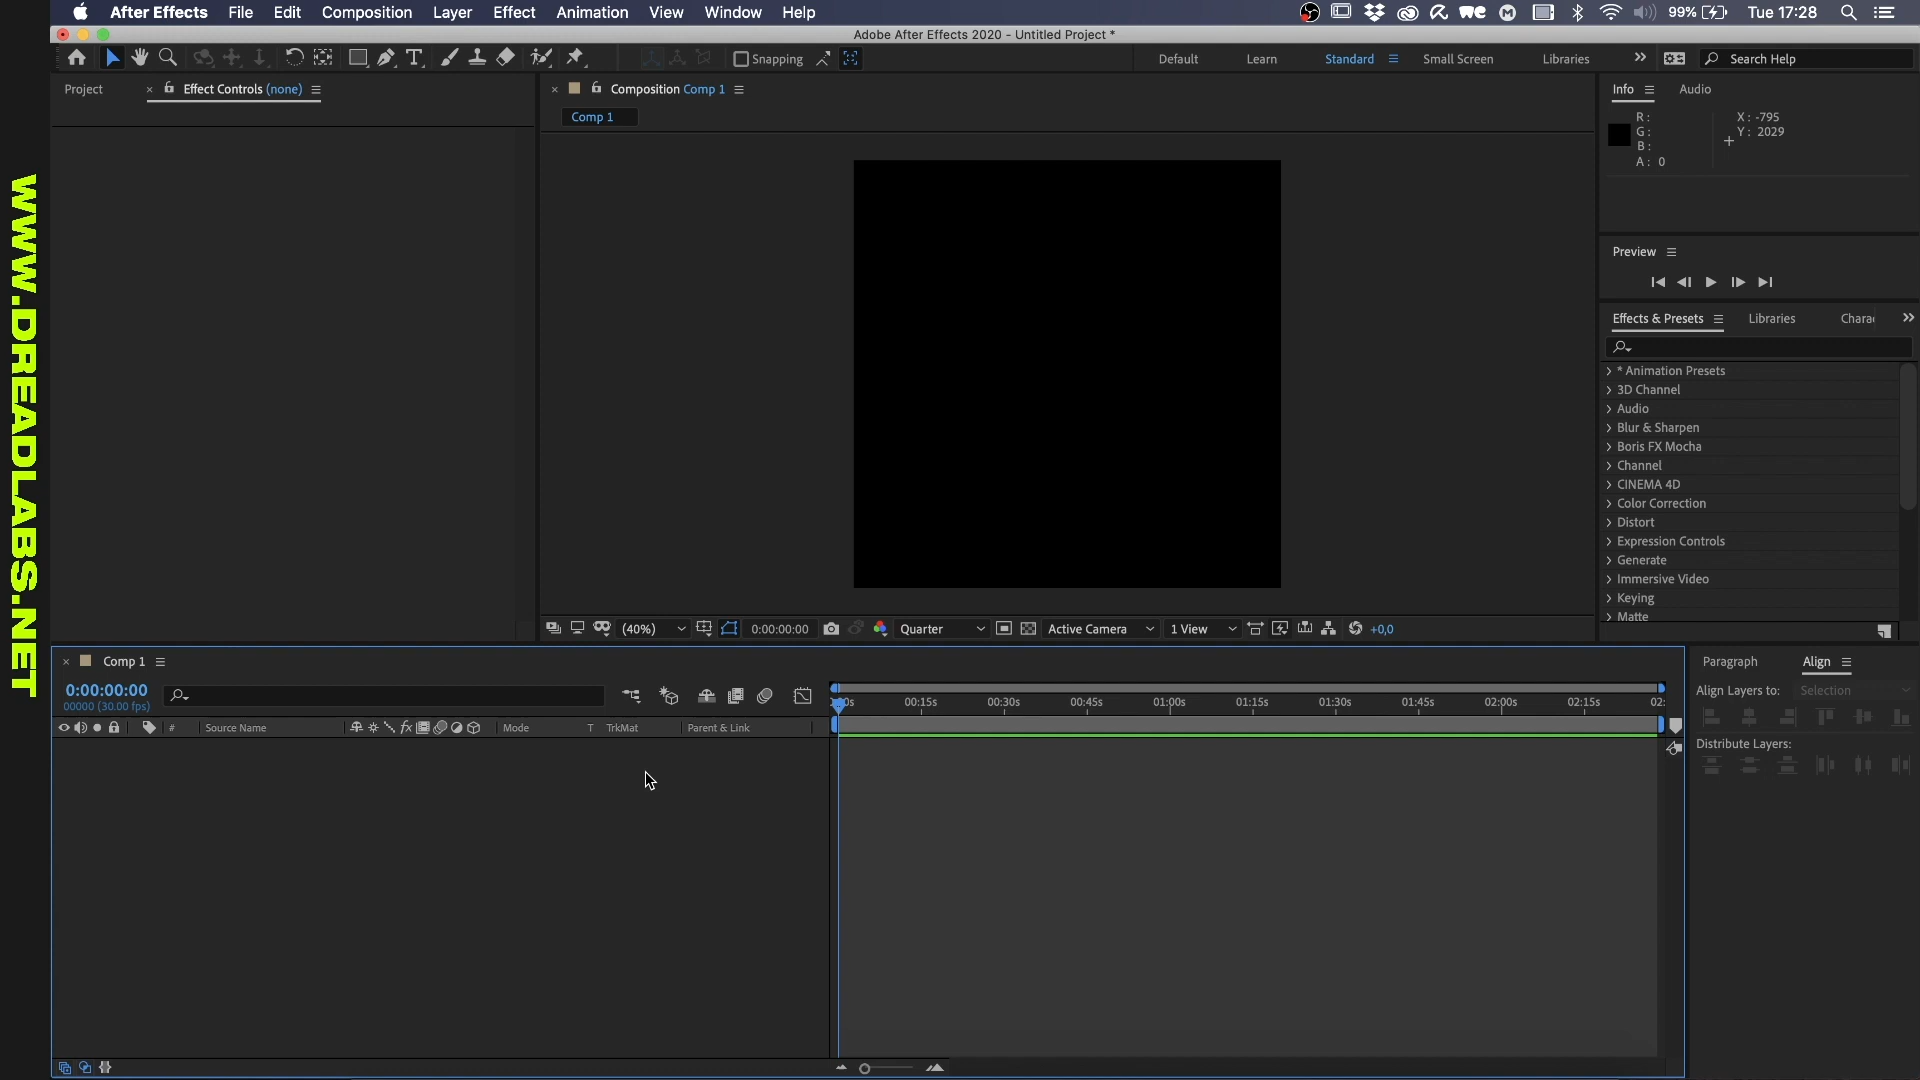 After Effects File Edit Composition Layer Effect Animation View Window Help 99% Tue 17:28
Adobe After Effects 2020 - Untitled Project *
Snapping Default Learn Standard Small Screen Libraries Search Help
Project Effect Controls (none) Composition Comp 1 Info Audio
Comp 1
R:
G:
B:
A: 0
X: -795
Y: 2029
Preview
Effects & Presets Libraries
* Animation Presets
3D Channel
Audio
Blur & Sharpen
Boris FX Mocha
Channel
CINEMA 4D
Color Correction
Distort
Expression Controls
Generate
Immersive Video
Keying
Matte
(40%) 0:00:00:00 Quarter Active Camera 1 View +0,0
Comp 1
0:00:00:00
00000 (30.00 fps)
00:15s 00:30s 00:45s 01:00s 01:15s 01:30s 01:45s 02:00s 02:15s
# Source Name Mode T TrkMat Parent & Link
Paragraph Align
Align Layers to: Selection
Distribute Layers:
WWW.DREADLABS.NET